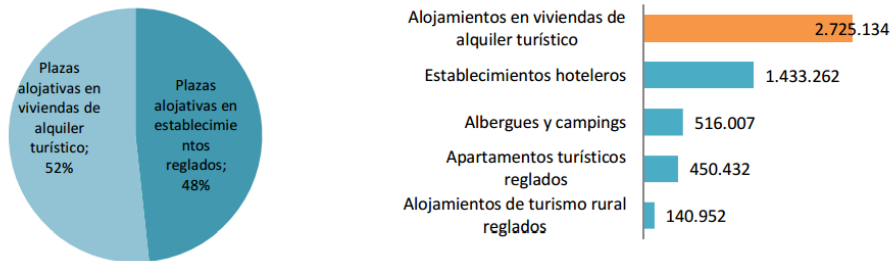 Plazas
alojativas en
viviendas de
alquiler
turístico;
52%
Plazas
alojativas en
establecimie
ntos
reglados;
48%
Alojamientos en viviendas de
alquiler turístico
2.725.134
Establecimientos hoteleros
1.433.262
Albergues y campings
516.007
Apartamentos turísticos
reglados
450.432
Alojamientos de turismo rural
reglados
140.952